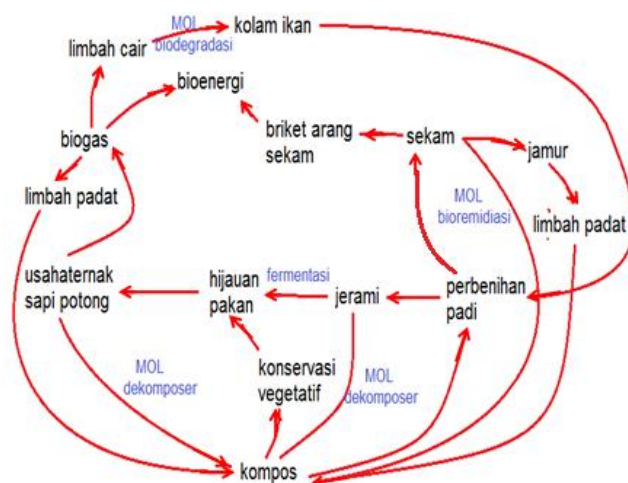 MOL
biodegradasi
kolam ikan
limbah cair
bioenergi
biogas
briket arang
sekam
sekam
jamur
limbah padat
MOL
bioremidiasi
limbah padat
usahaternak
sapi potong
hijauan
pakan
fermentasi
jerami
perbenihan
padi
MOL
dekomposer
konservasi
vegetatif
MOL
dekomposer
kompos